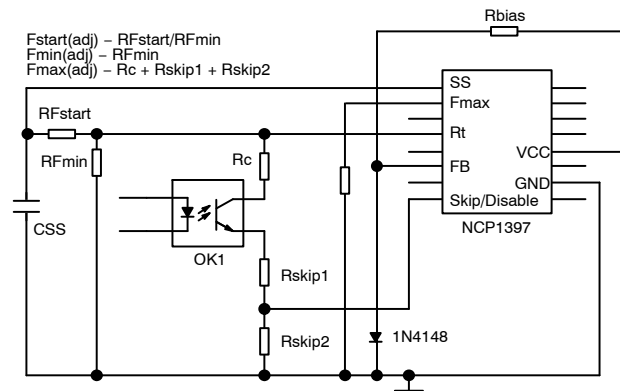 Rbias
Fstart(adj) – RFstart/RFmin
Fmin(adj) – RFmin
Fmax(adj) – Rc + Rskip1 + Rskip2
SS
Fmax
RFstart
Rt
RFmin
Rc
VCC
FB
GND
Skip/Disable
CSS
NCP1397
OK1
Rskip1
Rskip2
1N4148